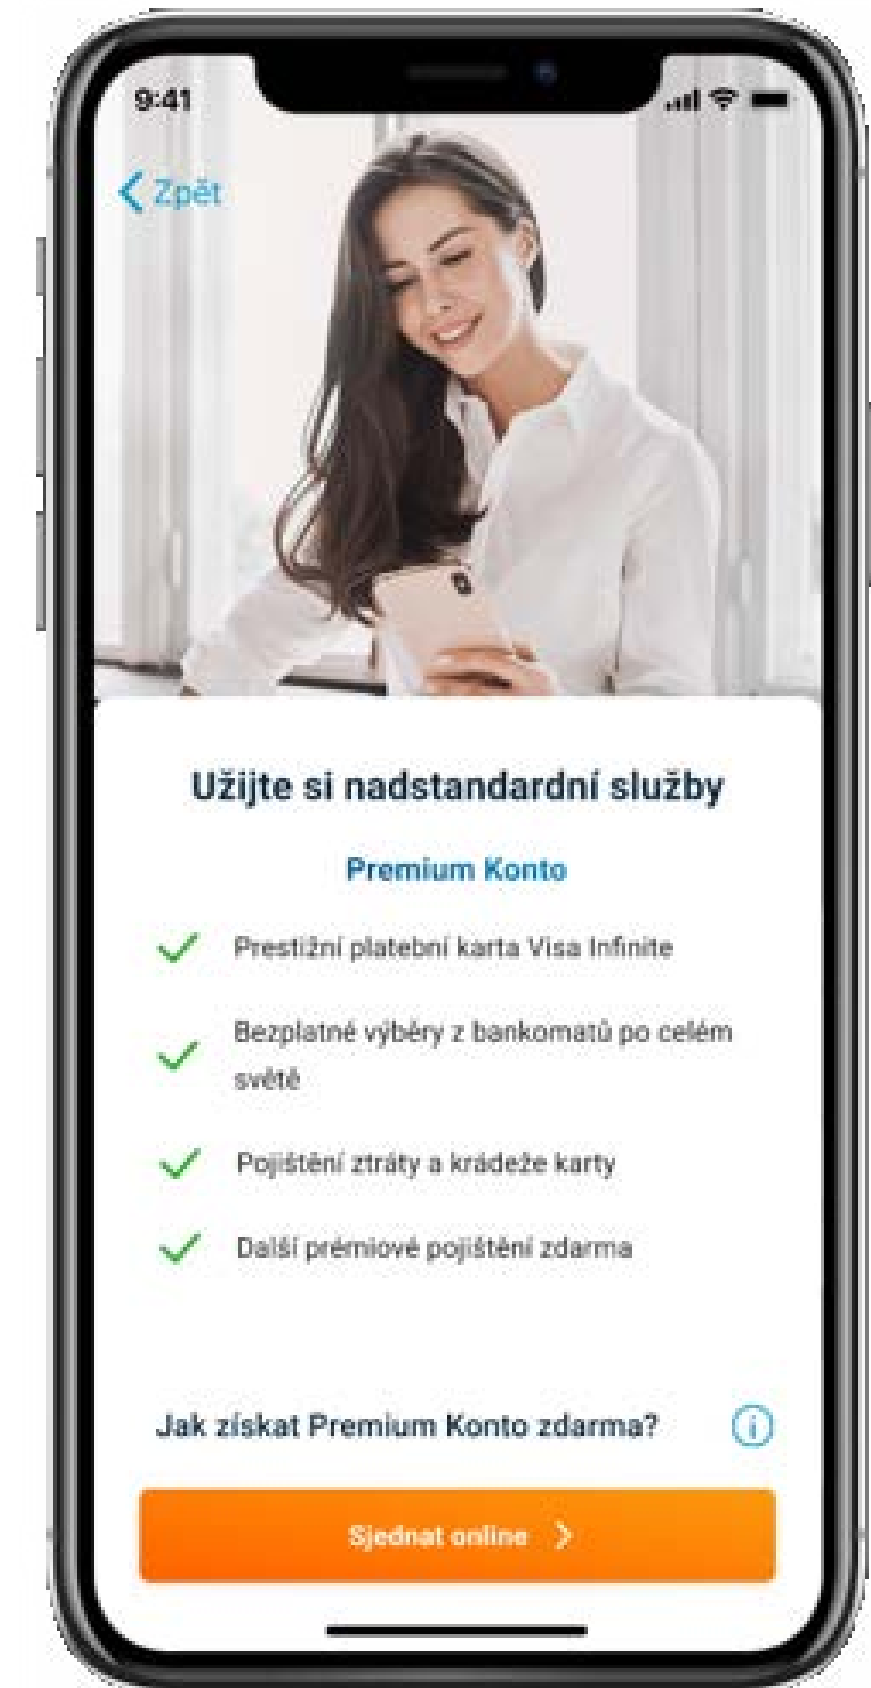 9:41
Zpět
Užijte si nadstandardní služby
Premium Konto
Prestižní platební karta Visa Infinite
Bezplatné výběry z bankomatů po celém
světě
Pojištění ztráty a krádeže karty
Další prémiové pojištění zdarma
Jak získat Premium Konto zdarma?
Sjednat online